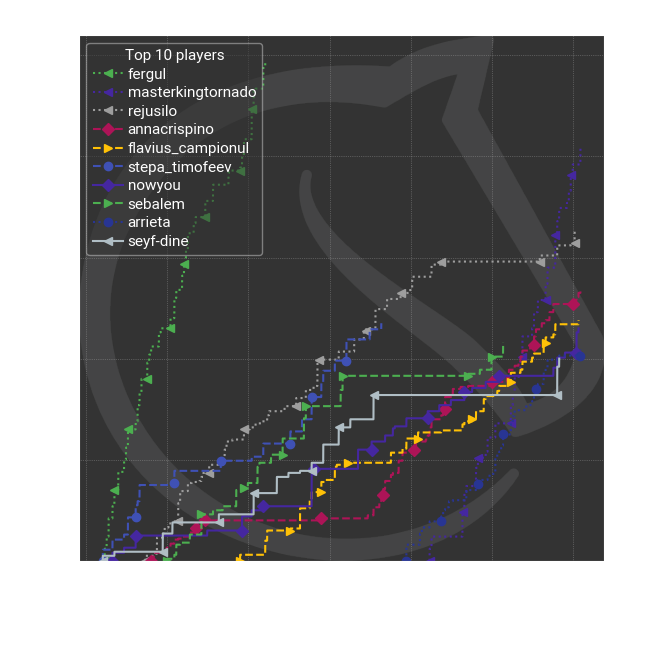 Top 10 players
fergul
masterkingtornado
rejusilo
annacrispino
flavius_campionul
stepa_timofeev
nowyou
sebalem
arrieta
seyf-dine